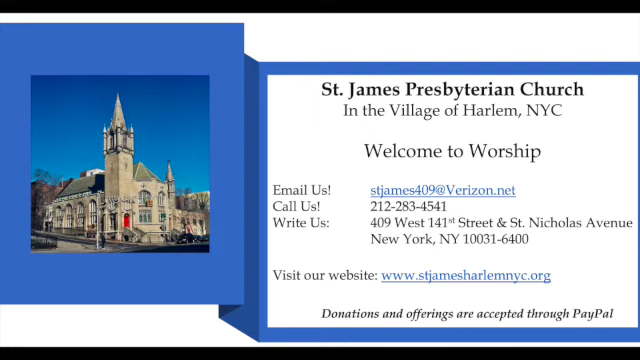 St. James Presbyterian Church
In the Village of Harlem, NYC
Welcome to Worship
Email Us! stjames409@Verizon.net
Call Us! 212-283-4541
Write Us: 409 West 141st Street & St. Nicholas Avenue
New York, NY 10031-6400
Visit our website: www.stjamesharlemnyc.org
Donations and offerings are accepted through PayPal